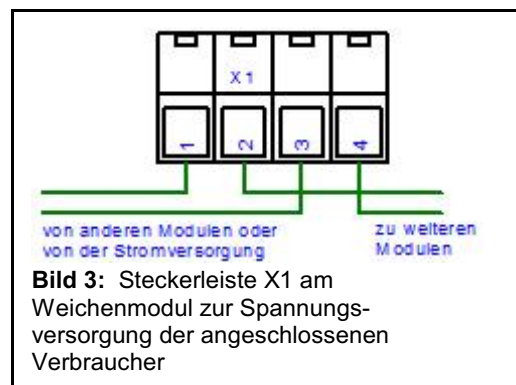 X1
1 2 3 4
von anderen Modulen oder
von der Stromversorgung
zu weiteren
Modulen
Bild 3: Steckerleiste X1 am
Weichenmodul zur Spannungs-
versorgung der angeschlossenen
Verbraucher